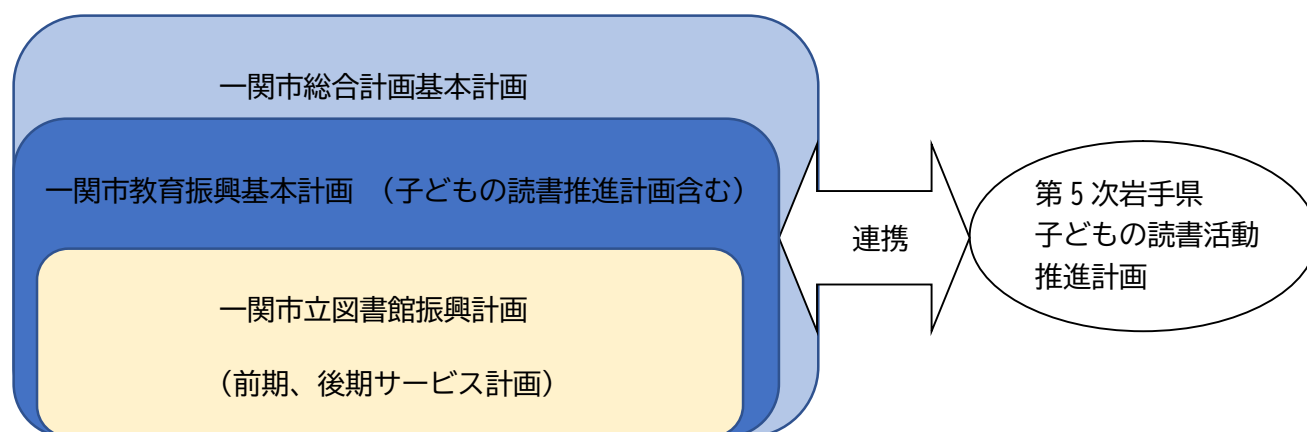 一関市総合計画基本計画
一関市教育振興基本計画 （子どもの読書推進計画含む）
一関市立図書館振興計画
（前期、後期サービス計画）
連携
第5次岩手県
子どもの読書活動
推進計画